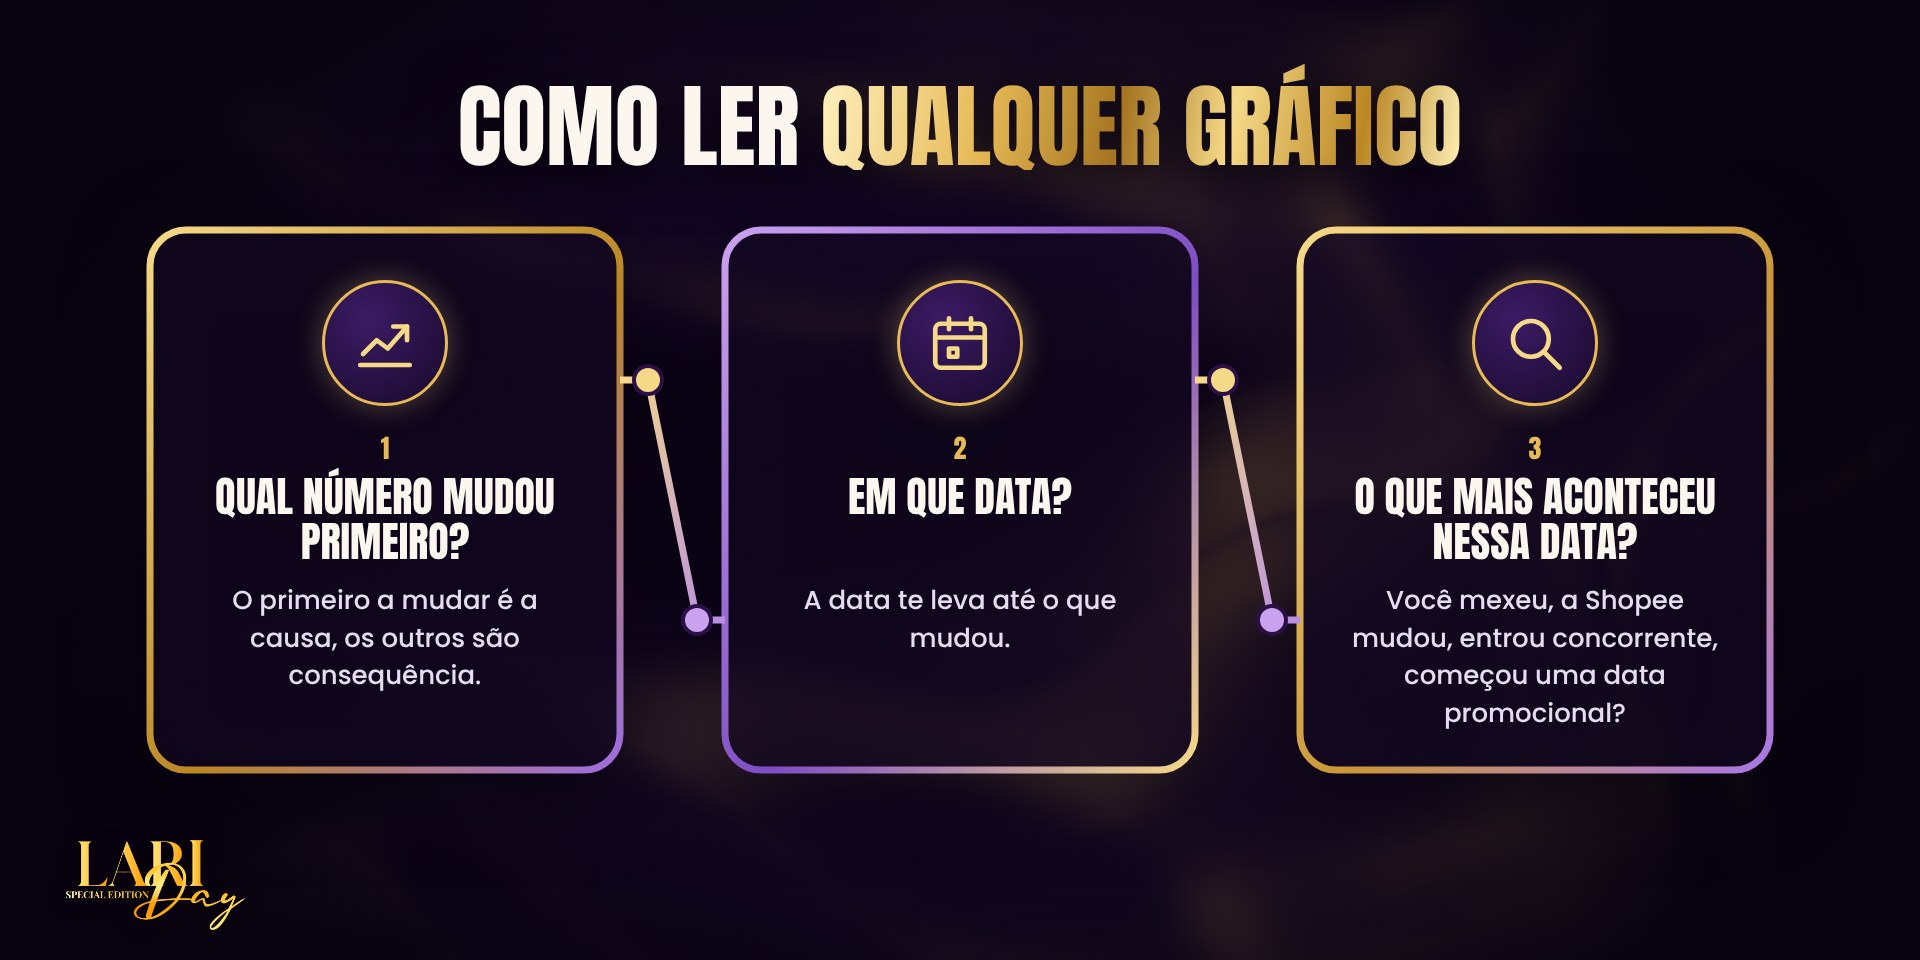 COMO LER QUALQUER GRÁFICO
1
QUAL NÚMERO MUDOU
PRIMEIRO?
O primeiro a mudar é a
causa, os outros são
consequência.
2
EM QUE DATA?
A data te leva até o que
mudou.
3
O QUE MAIS ACONTECEU
NESSA DATA?
Você mexeu, a Shopee
mudou, entrou concorrente,
começou uma data
promocional?
LABI
SPECIAL EDITION
Day